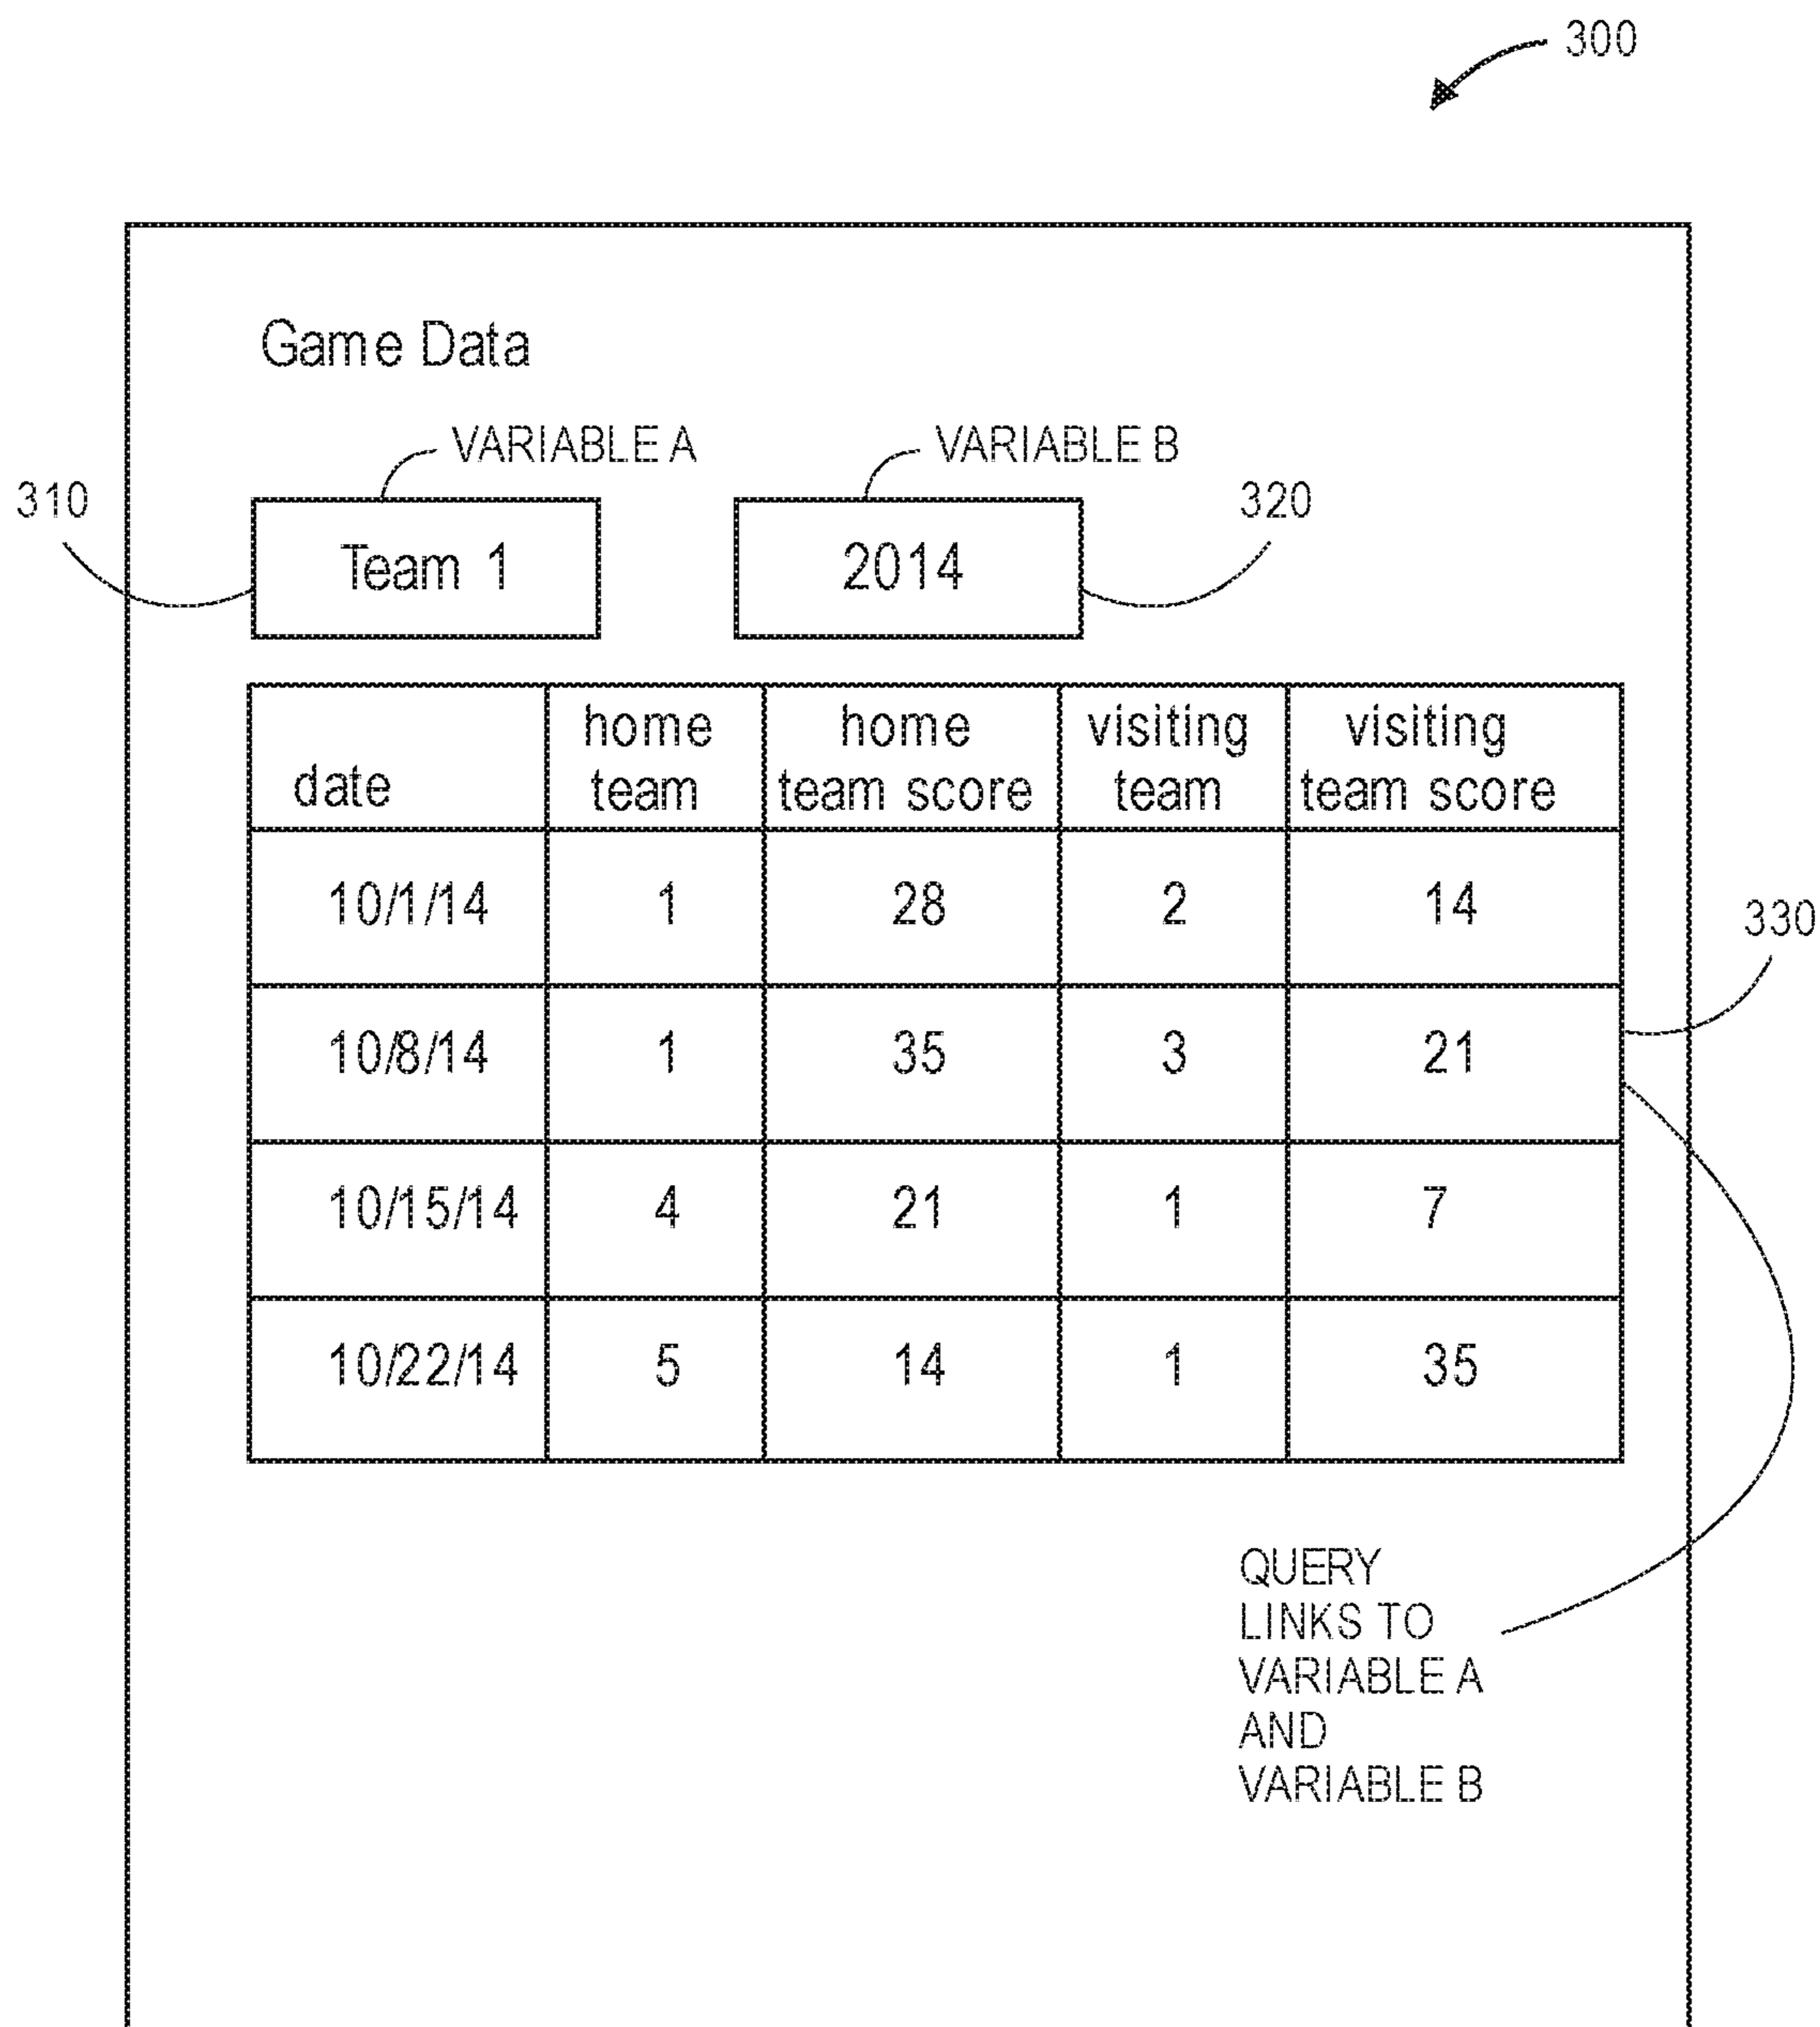 300
Game Data
VARIABLE A
VARIABLE B
310
320
Team 1
2014
date
home
team
home
team score
visiting
team
visiting
team score
10/1/14 1 28 2 14
330
10/8/14 1 35 3 21
10/15/14 4 21 1 7
10/22/14 5 14 1 35
QUERY
LINKS TO
VARIABLE A
AND
VARIABLE B